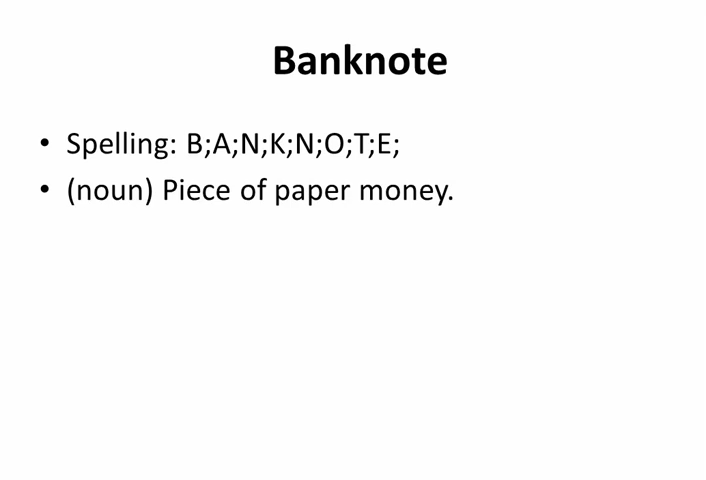 Banknote
• Spelling: B;A;N;K;N;O;T;E;
• (noun) Piece of paper money.